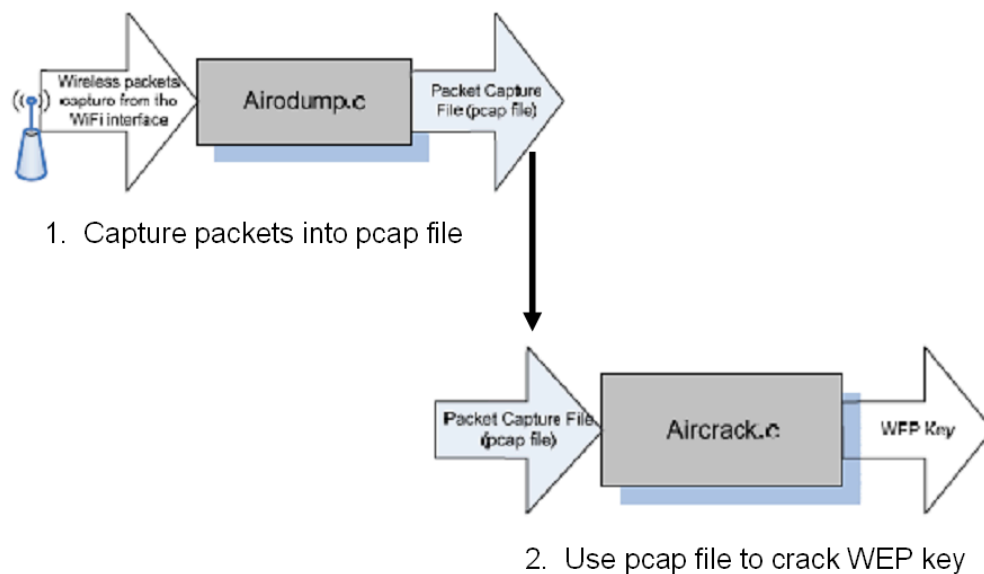 Wireless packets
capture from the
WiFi interface
Airodump.c
Packet Capture
File (pcap file)
1. Capture packets into pcap file
Packet Capture File
(pcap file)
Aircrack.c
WEP Key
2. Use pcap file to crack WEP key